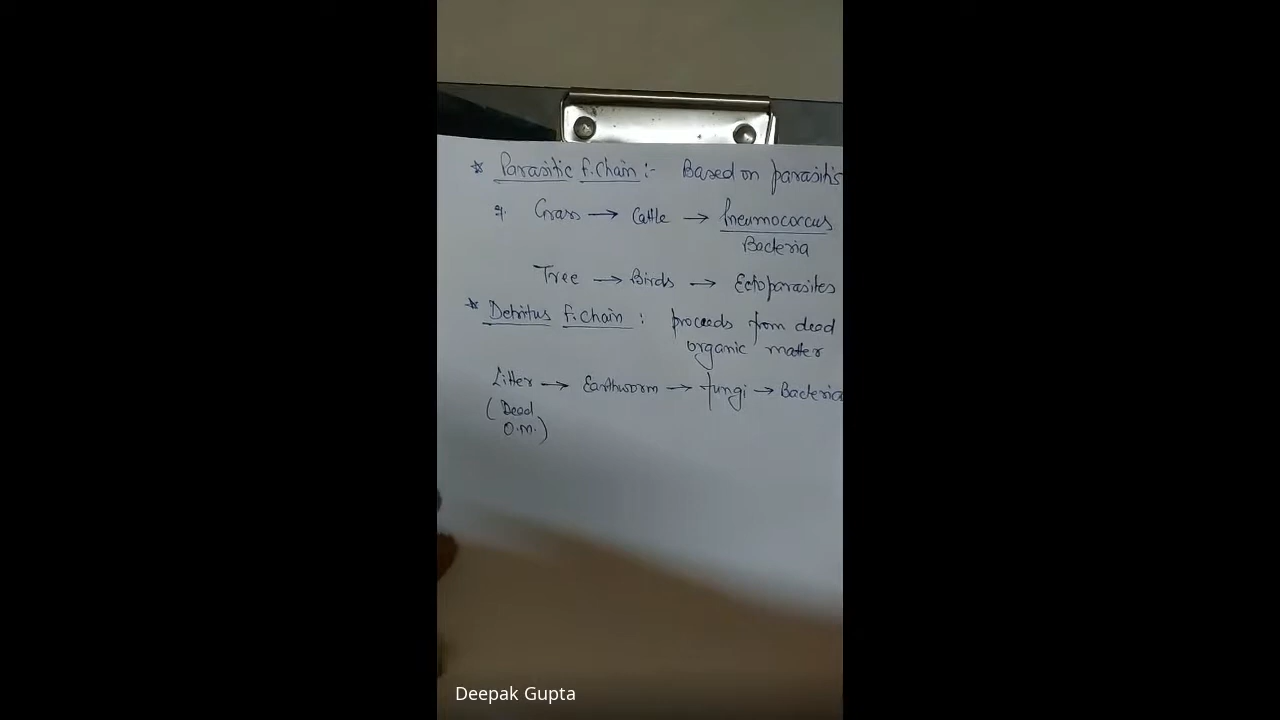 * Parasitic f. Chain :- Based on parasitis
eg. Grass → Cattle → Pneumococcus
Bacteria
Tree → Birds → Ectoparasites
* Detritus f. chain : proceeds from dead
organic matter
Litter → Earthworm → fungi → Bacteria
(Dead
O.M.)
Deepak Gupta